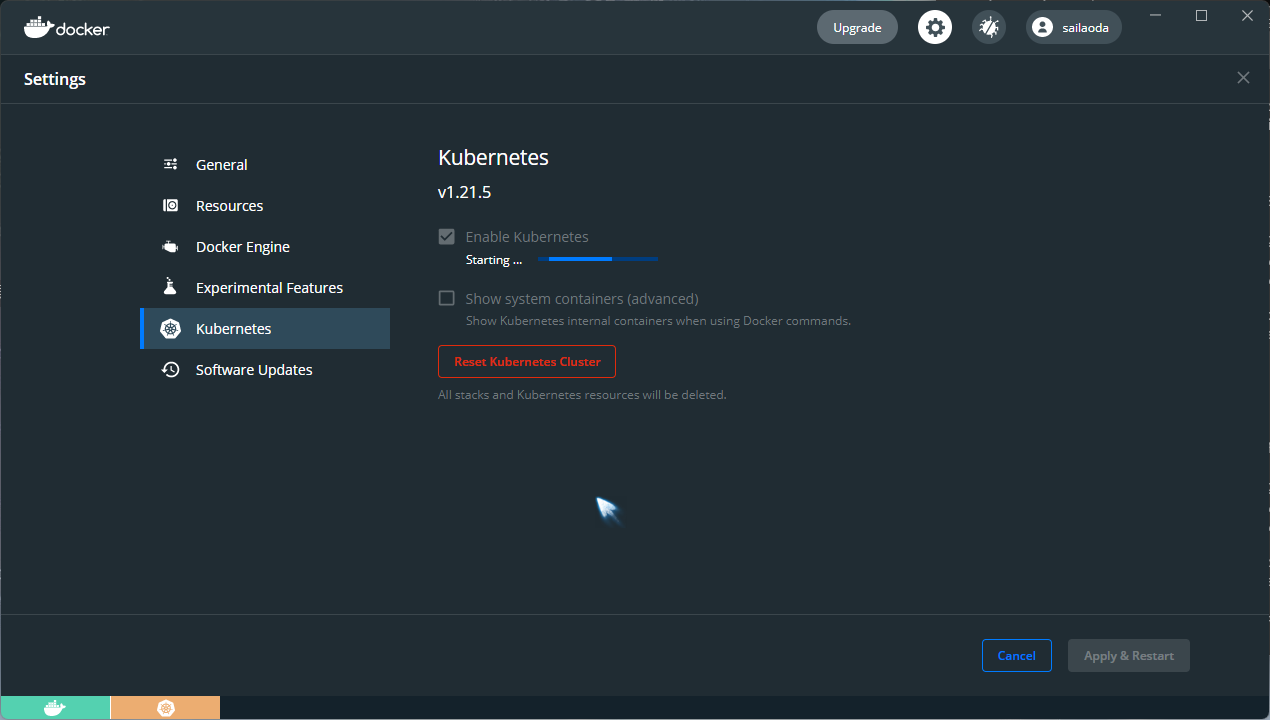 docker
Upgrade
sailaoda
Settings
General
Resources
Docker Engine
Experimental Features
Kubernetes
Software Updates
Kubernetes
v1.21.5
Enable Kubernetes
Starting ...
Show system containers (advanced)
Show Kubernetes internal containers when using Docker commands.
Reset Kubernetes Cluster
All stacks and Kubernetes resources will be deleted.
Cancel
Apply & Restart